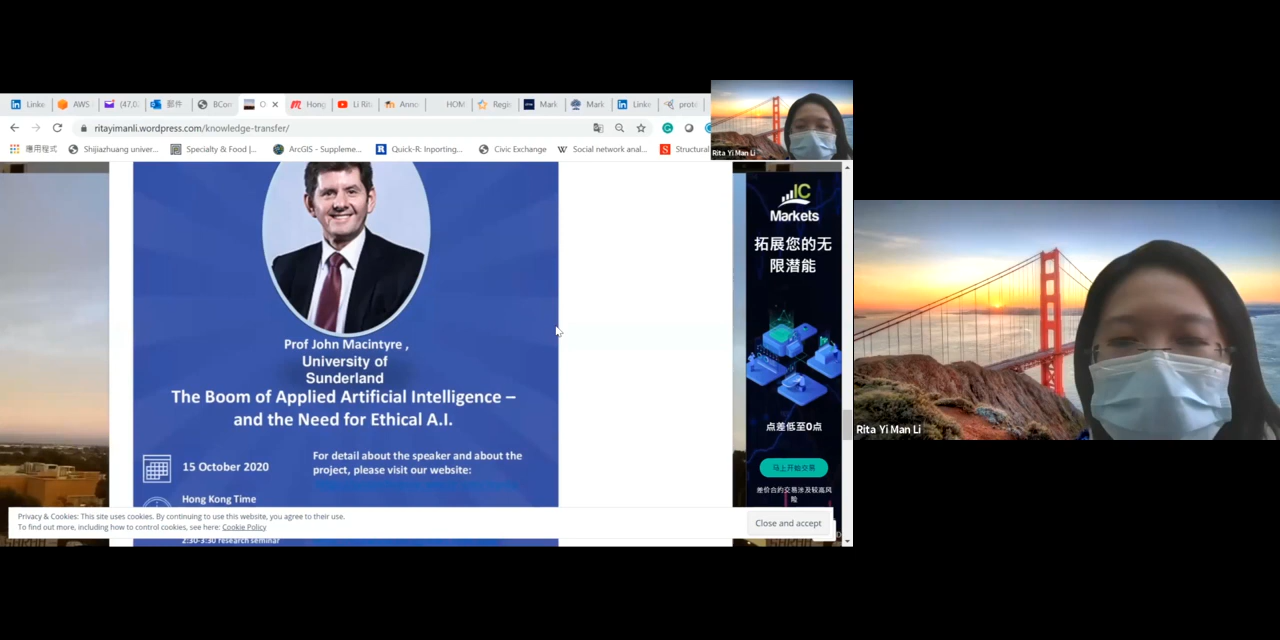 Linke
AWS
(47,0
郵件
BCon
O
Hong
Li Rit
Anno
HOM
Regi
Mark
Mark
Linke
proto
ritayimanli.wordpress.com/knowledge-transfer/
應用程式
Shijiazhuang univer...
Specialty & Food |...
ArcGIS - Suppleme...
Quick-R: Inporting...
Civic Exchange
Social network anal...
Structural
Rita Yi Man Li
IC
Markets
拓展您的无
限潜能
点差低至0点
马上开始交易
差价合约交易涉及较高风
险
Prof John Macintyre ,
University of
Sunderland
The Boom of Applied Artificial Intelligence –
and the Need for Ethical A.I.
15 October 2020
For detail about the speaker and about the
project, please visit our website:
Hong Kong Time
2:30-3:30 research seminar
Privacy & Cookies: This site uses cookies. By continuing to use this website, you agree to their use.
To find out more, including how to control cookies, see here: Cookie Policy
Close and accept
Rita Yi Man Li